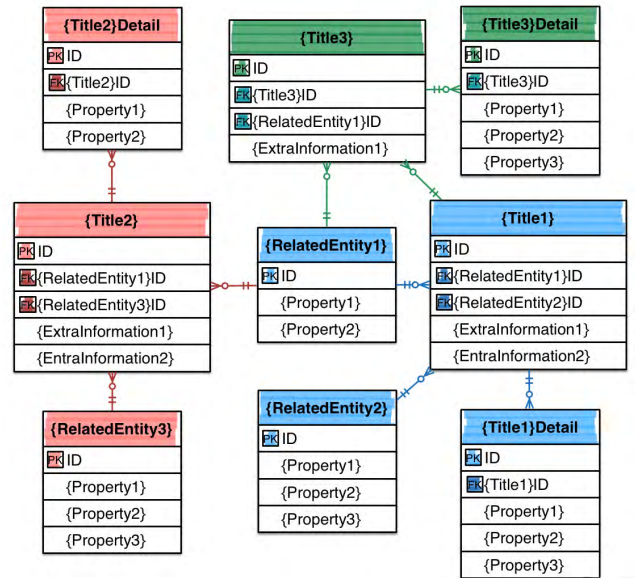 {Title2}Detail
PK ID
FK {Title2}ID
{Property1}
{Property2}
{Title3}
PK ID
FK {Title3}ID
FK {RelatedEntity1}ID
{ExtraInformation1}
{Title3}Detail
PK ID
FK {Title3}ID
{Property1}
{Property2}
{Property3}
{Title2}
PK ID
FK {RelatedEntity1}ID
FK {RelatedEntity3}ID
{ExtraInformation1}
{EntraInformation2}
{RelatedEntity1}
PK ID
{Property1}
{Property2}
{Title1}
PK ID
FK {RelatedEntity1}ID
FK {RelatedEntity2}ID
{ExtraInformation1}
{EntraInformation2}
{RelatedEntity3}
PK ID
{Property1}
{Property2}
{Property3}
{RelatedEntity2}
PK ID
{Property1}
{Property2}
{Property3}
{Title1}Detail
PK ID
FK {Title1}ID
{Property1}
{Property2}
{Property3}